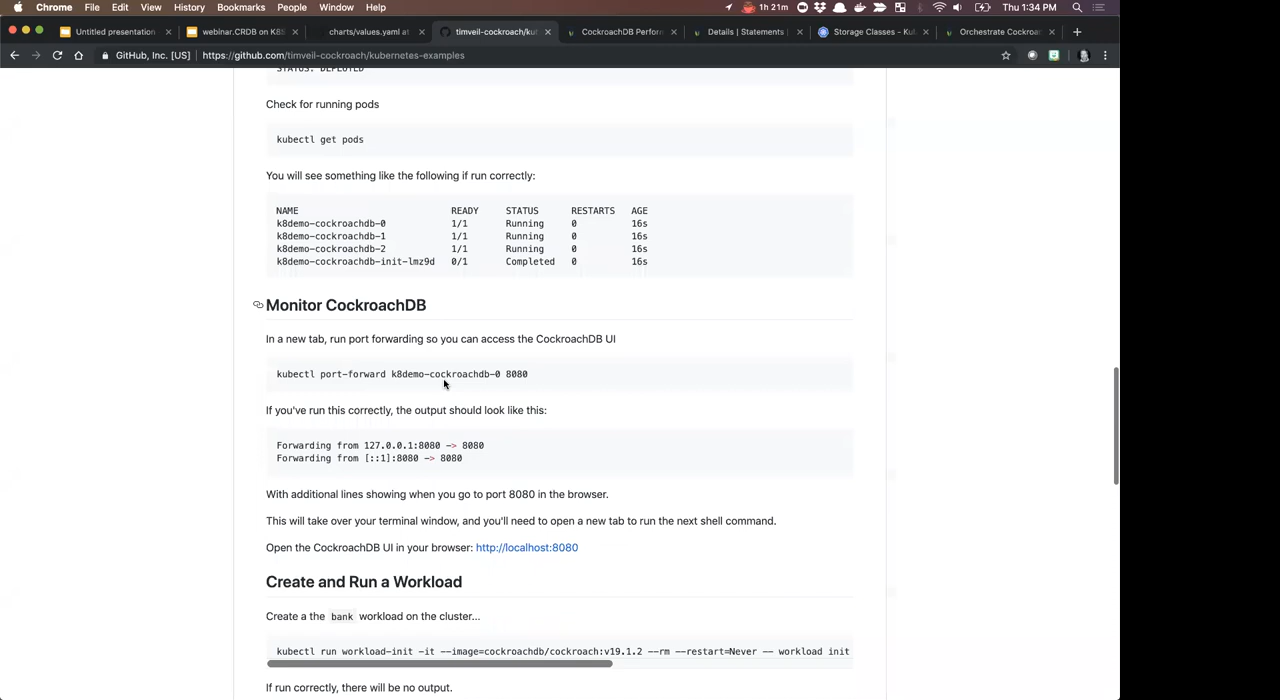 Chrome File Edit View History Bookmarks People Window Help 1h 21m Thu 1:34 PM
Untitled presentation webinar.CRDB on K8S charts/values.yaml at timveil-cockroach/ku CockroachDB Perfor Details | Statements Storage Classes - Ku Orchestrate Cockroa
GitHub, Inc. [US] https://github.com/timveil-cockroach/kubernetes-examples
STATUS: DEPLOYED
Check for running pods
kubectl get pods
You will see something like the following if run correctly:
NAME READY STATUS RESTARTS AGE
k8demo-cockroachdb-0 1/1 Running 0 16s
k8demo-cockroachdb-1 1/1 Running 0 16s
k8demo-cockroachdb-2 1/1 Running 0 16s
k8demo-cockroachdb-init-lmz9d 0/1 Completed 0 16s
Monitor CockroachDB
In a new tab, run port forwarding so you can access the CockroachDB UI
kubectl port-forward k8demo-cockroachdb-0 8080
If you've run this correctly, the output should look like this:
Forwarding from 127.0.0.1:8080 -> 8080
Forwarding from [::1]:8080 -> 8080
With additional lines showing when you go to port 8080 in the browser.
This will take over your terminal window, and you'll need to open a new tab to run the next shell command.
Open the CockroachDB UI in your browser: http://localhost:8080
Create and Run a Workload
Create a the bank workload on the cluster...
kubectl run workload-init -it --image=cockroachdb/cockroach:v19.1.2 --rm --restart=Never -- workload init
If run correctly, there will be no output.